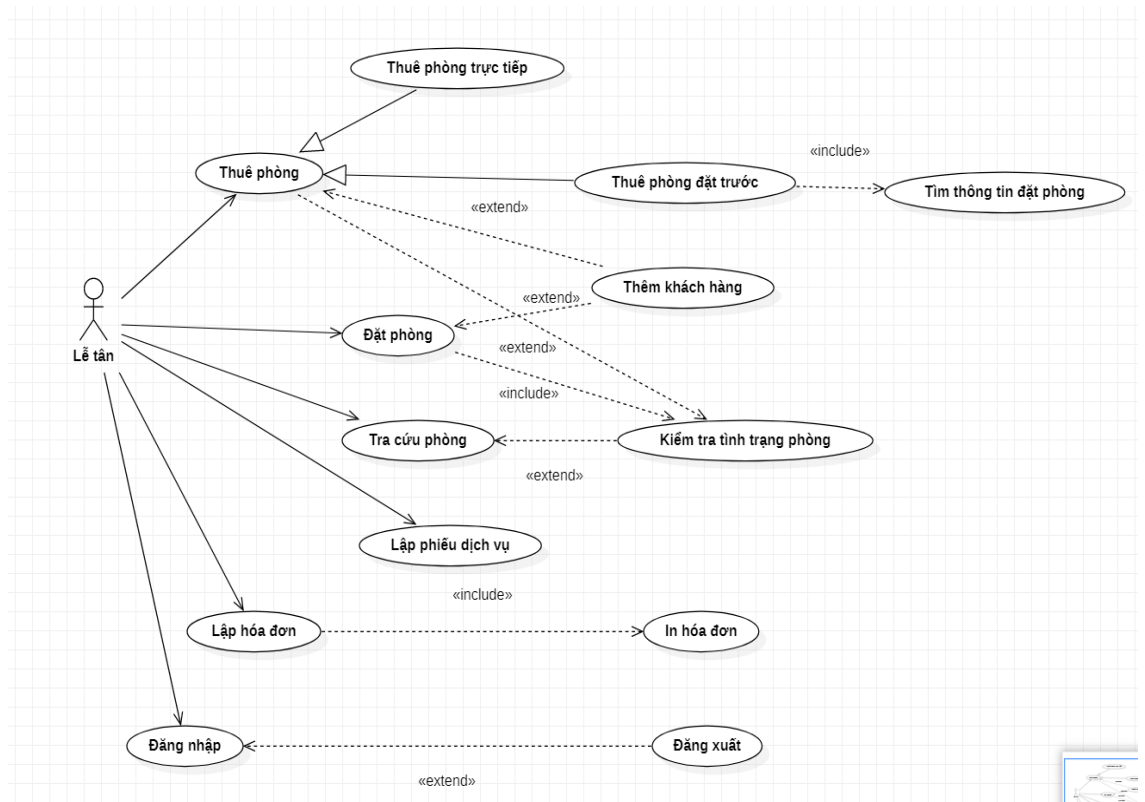 Thuê phòng trực tiếp
«include»
Thuê phòng
Thuê phòng đặt trước
Tìm thông tin đặt phòng
«extend»
Thêm khách hàng
«extend»
Đặt phòng
«extend»
Lễ tân
«include»
Tra cứu phòng
Kiểm tra tình trạng phòng
«extend»
Lập phiếu dịch vụ
«include»
Lập hóa đơn
In hóa đơn
Đăng nhập
Đăng xuất
«extend»